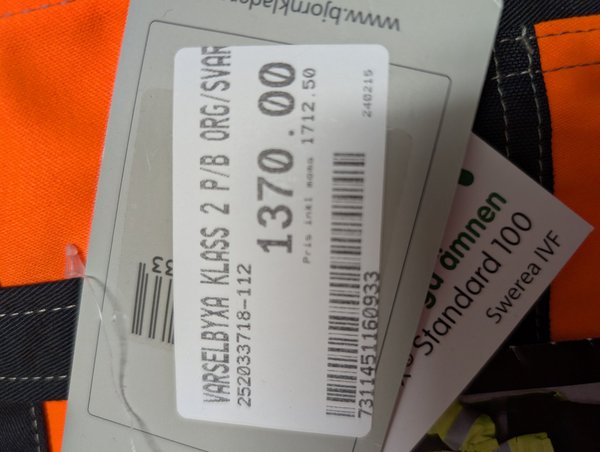 www.bjornklader
VARSELBYXA KLASS 2 P/B ORG/SVAR
252033718-112
1370.00
Pris inkl moms 1712.50
240215
7311451160933
ämnen
Standard 100
Swerea IVF